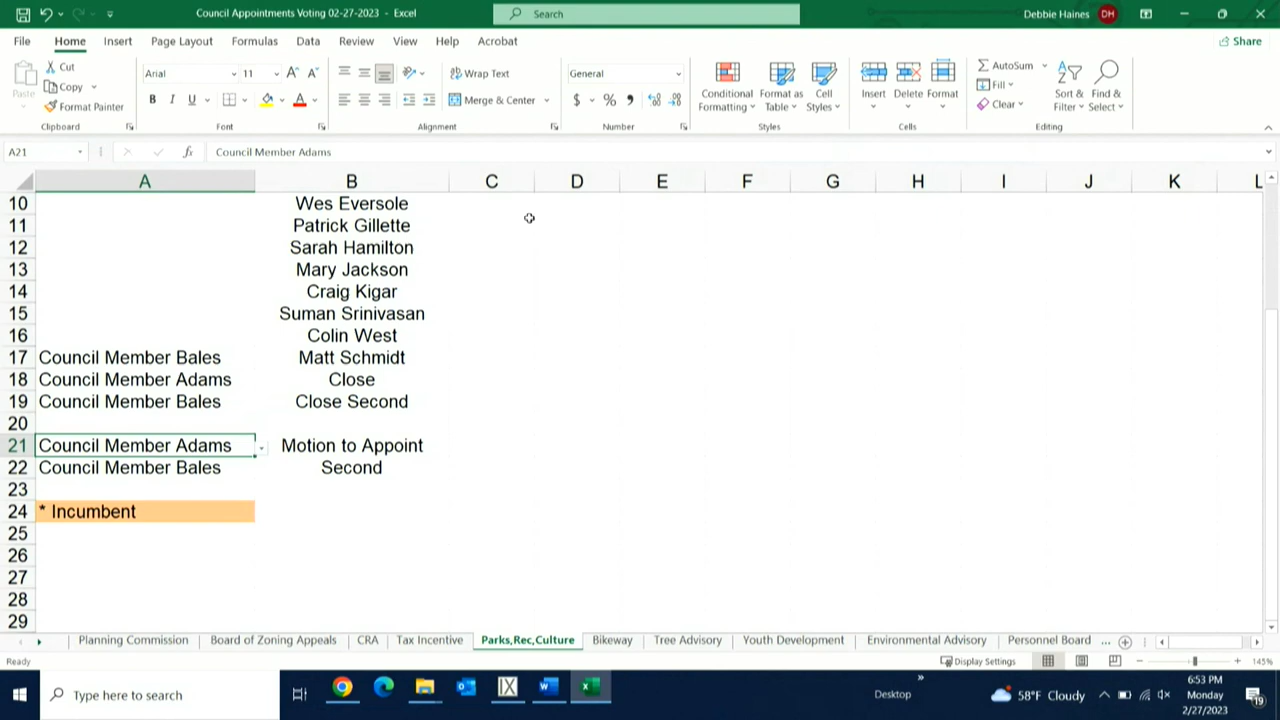 Council Appointments Voting 02-27-2023 - Excel
Search
Debbie Haines DH
File Home Insert Page Layout Formulas Data Review View Help Acrobat
Share
Paste
Cut
Copy
Format Painter
Clipboard
Arial 11
B I U
Font
Wrap Text
Merge & Center
Alignment
General
$ % ,
Number
Conditional Formatting
Format as Table
Cell Styles
Styles
Insert Delete Format
Cells
AutoSum
Fill
Clear
Sort & Filter
Find & Select
Editing
A21 fx Council Member Adams
A B C D E F G H I J K L
10 Wes Eversole
11 Patrick Gillette
12 Sarah Hamilton
13 Mary Jackson
14 Craig Kigar
15 Suman Srinivasan
16 Colin West
17 Council Member Bales Matt Schmidt
18 Council Member Adams Close
19 Council Member Bales Close Second
20
21 Council Member Adams Motion to Appoint
22 Council Member Bales Second
23
24 * Incumbent
25
26
27
28
29
Planning Commission Board of Zoning Appeals CRA Tax Incentive Parks,Rec,Culture Bikeway Tree Advisory Youth Development Environmental Advisory Personnel Board ...
Ready
Display Settings
145%
Type here to search
Desktop
»
58°F Cloudy
6:53 PM
Monday
2/27/2023
19